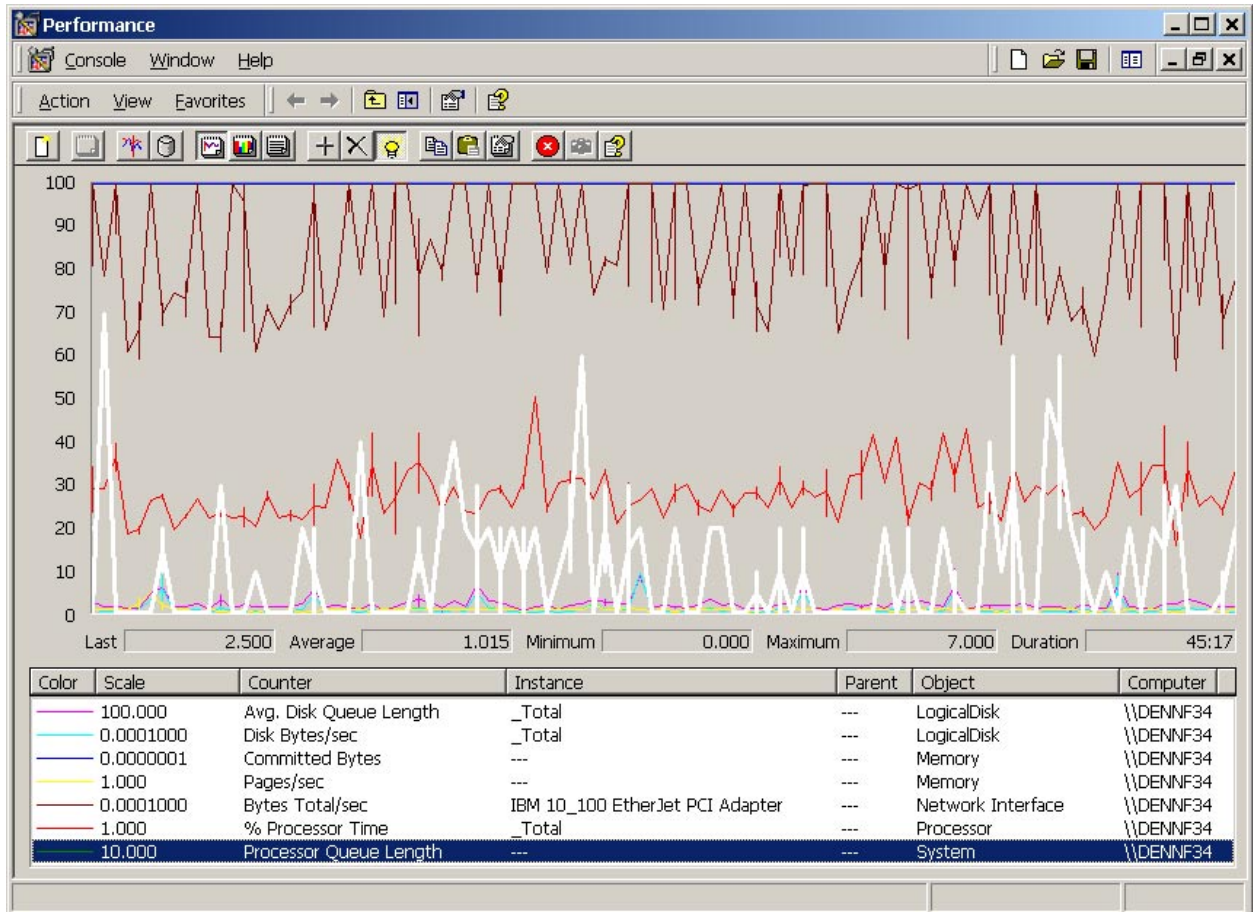 Performance
Console Window Help
Action View Favorites
100
90
80
70
60
50
40
30
20
10
0
Last 2.500 Average 1.015 Minimum 0.000 Maximum 7.000 Duration 45:17
Color Scale Counter Instance Parent Object Computer
100.000 Avg. Disk Queue Length _Total --- LogicalDisk \\DENNF34
0.0001000 Disk Bytes/sec _Total --- LogicalDisk \\DENNF34
0.0000001 Committed Bytes --- --- Memory \\DENNF34
1.000 Pages/sec --- --- Memory \\DENNF34
0.0001000 Bytes Total/sec IBM 10_100 EtherJet PCI Adapter --- Network Interface \\DENNF34
1.000 % Processor Time _Total --- Processor \\DENNF34
10.000 Processor Queue Length --- --- System \\DENNF34